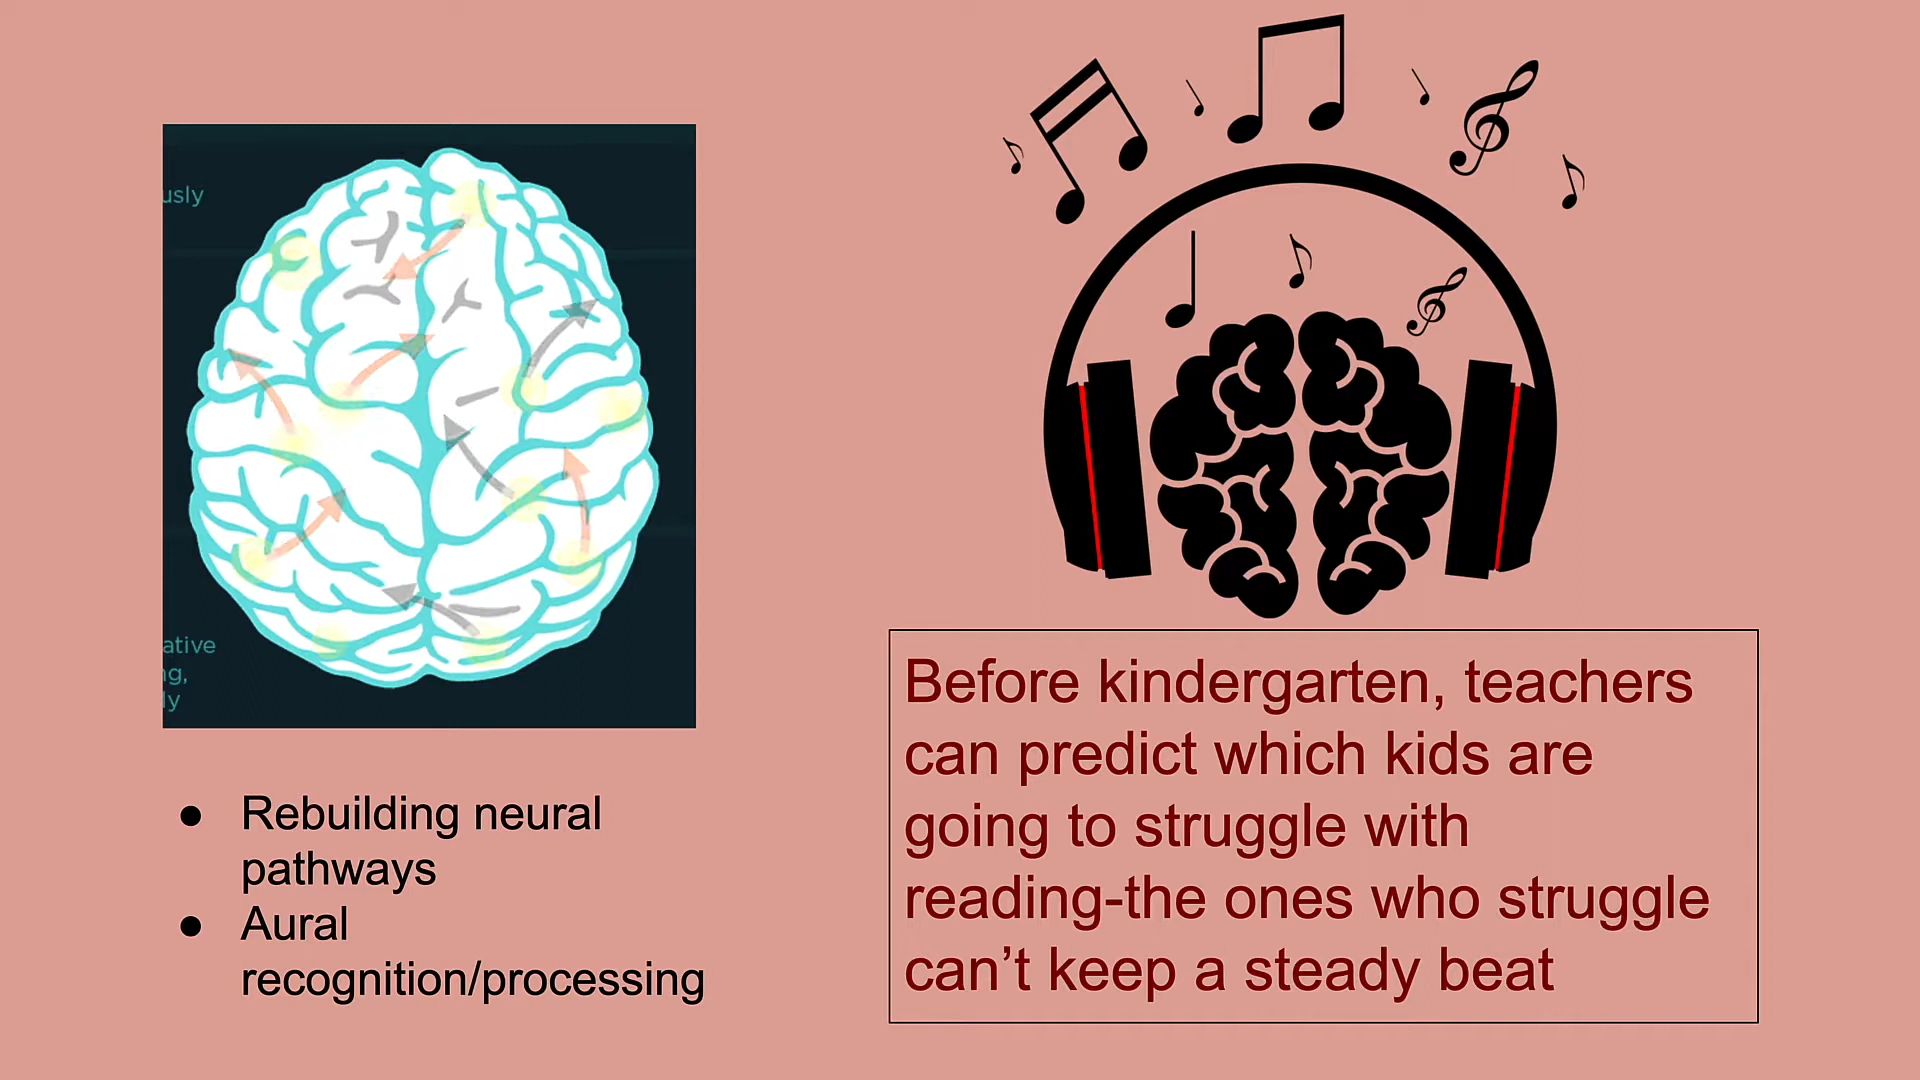 usly
ative
ng,
ly
● Rebuilding neural
pathways
● Aural
recognition/processing
Before kindergarten, teachers
can predict which kids are
going to struggle with
reading-the ones who struggle
can’t keep a steady beat